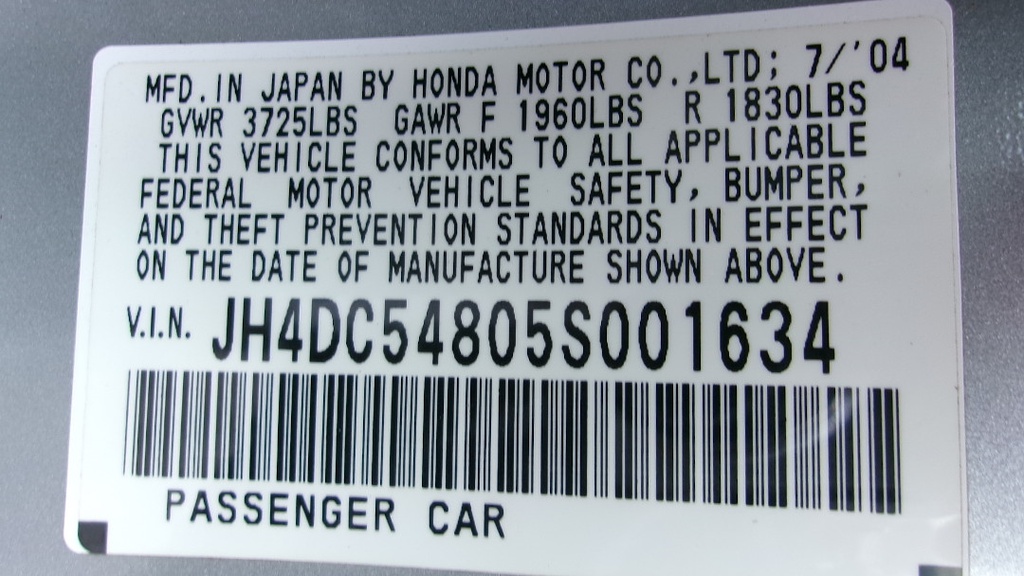 MFD. IN JAPAN BY HONDA MOTOR CO.,LTD; 7/'04
GVWR 3725LBS GAWR F 1960LBS R 1830LBS
THIS VEHICLE CONFORMS TO ALL APPLICABLE
FEDERAL MOTOR VEHICLE SAFETY, BUMPER,
AND THEFT PREVENTION STANDARDS IN EFFECT
ON THE DATE OF MANUFACTURE SHOWN ABOVE.
V.I.N. JH4DC54805S001634
PASSENGER CAR